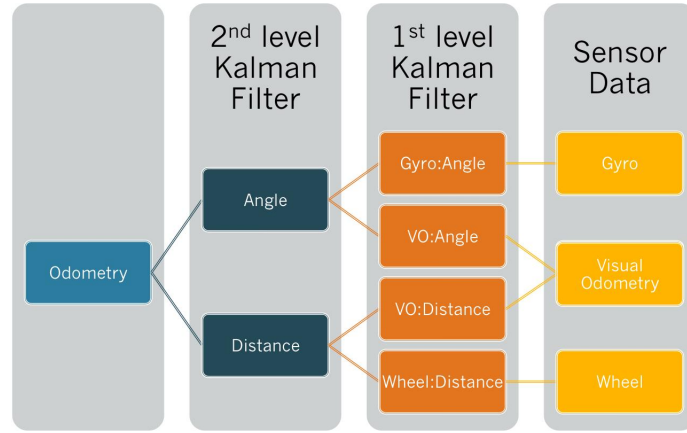 2nd level
Kalman
Filter
1st level
Kalman
Filter
Sensor
Data
Odometry
Angle
Distance
Gyro:Angle
VO:Angle
VO:Distance
Wheel:Distance
Gyro
Visual
Odometry
Wheel